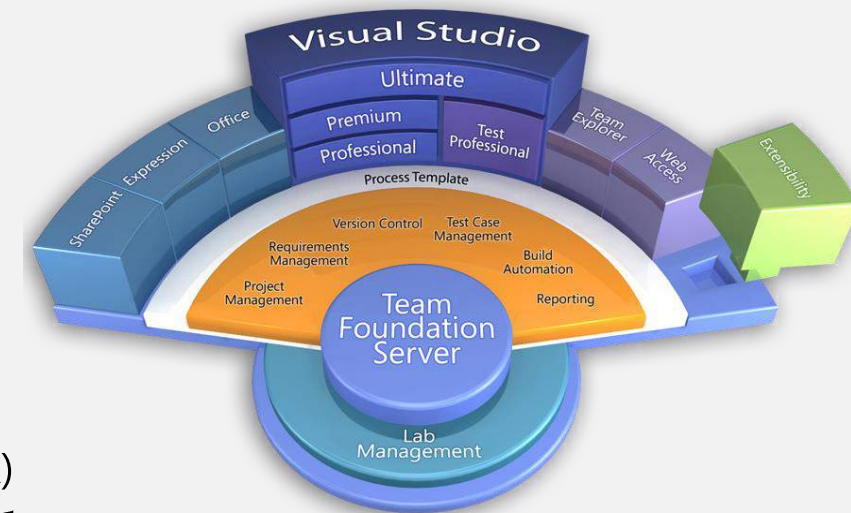 Visual Studio
Ultimate
Premium
Professional
Test
Professional
Office
Expression
SharePoint
Team
Explorer
Web
Access
Extensibility
Process Template
Version Control
Test Case
Management
Requirements
Management
Build
Automation
Project
Management
Reporting
Team
Foundation
Server
Lab
Management
)